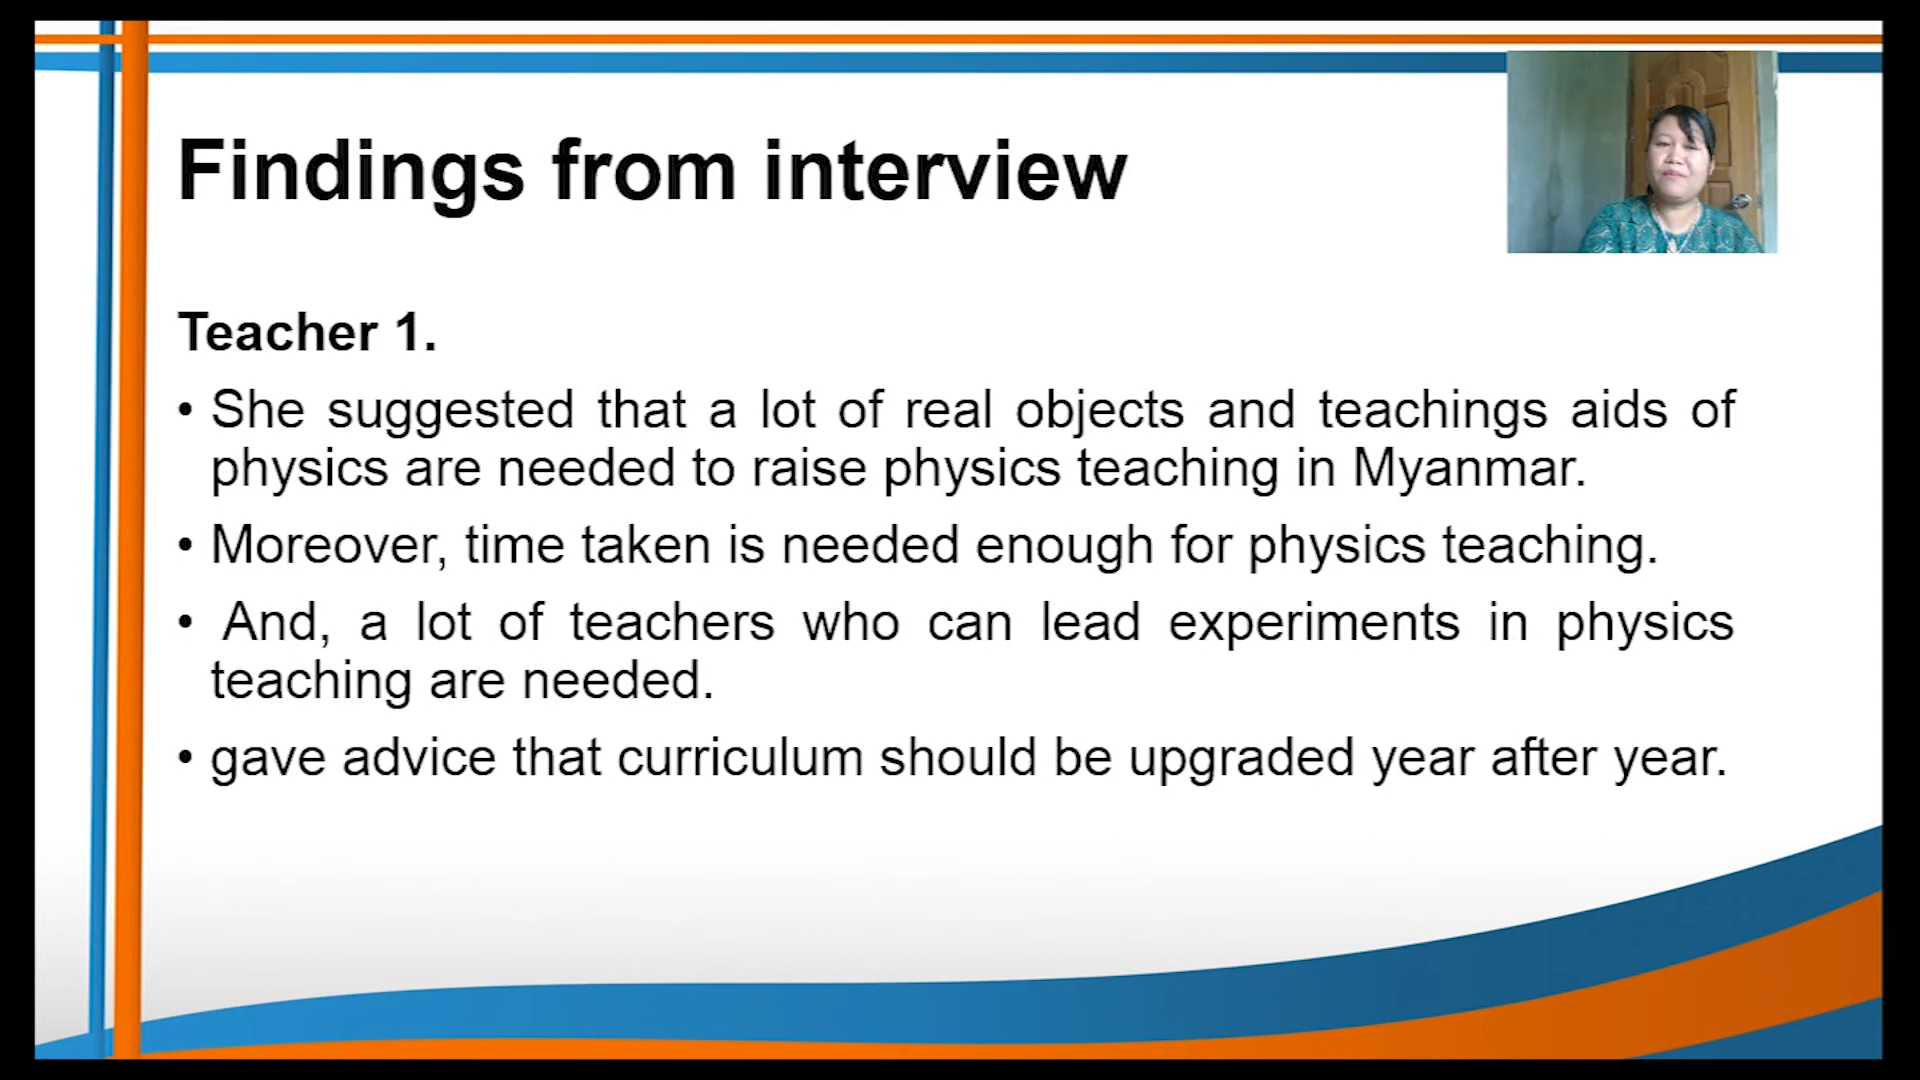 Findings from interview
Teacher 1.
• She suggested that a lot of real objects and teachings aids of
physics are needed to raise physics teaching in Myanmar.
• Moreover, time taken is needed enough for physics teaching.
• And, a lot of teachers who can lead experiments in physics
teaching are needed.
• gave advice that curriculum should be upgraded year after year.